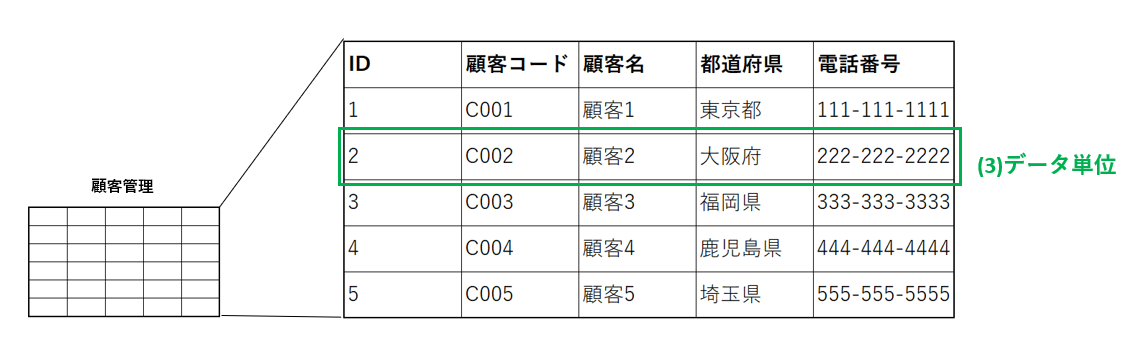 ID 顧客コード 顧客名 都道府県 電話番号
1 C001 顧客1 東京都 111-111-1111
2 C002 顧客2 大阪府 222-222-2222
(3)データ単位
顧客管理
3 C003 顧客3 福岡県 333-333-3333
4 C004 顧客4 鹿児島県 444-444-4444
5 C005 顧客5 埼玉県 555-555-5555